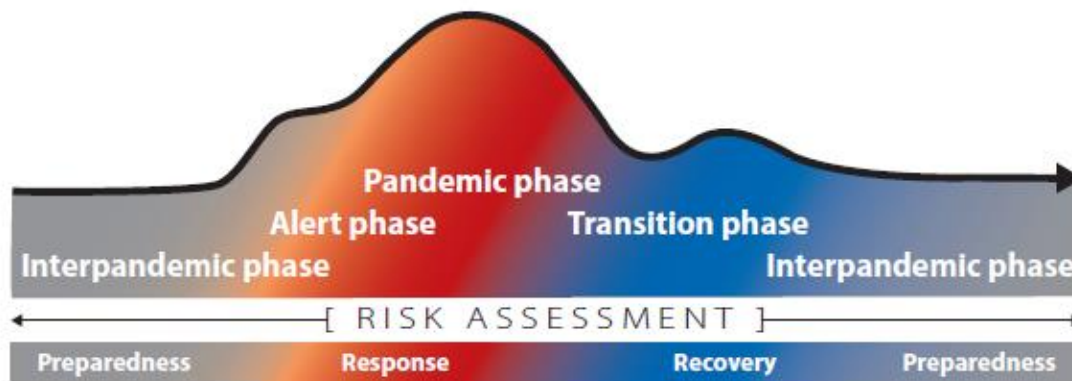 Pandemic phase
Alert phase
Transition phase
Interpandemic phase
Interpandemic phase
[ RISK ASSESSMENT ]
Preparedness
Response
Recovery
Preparedness